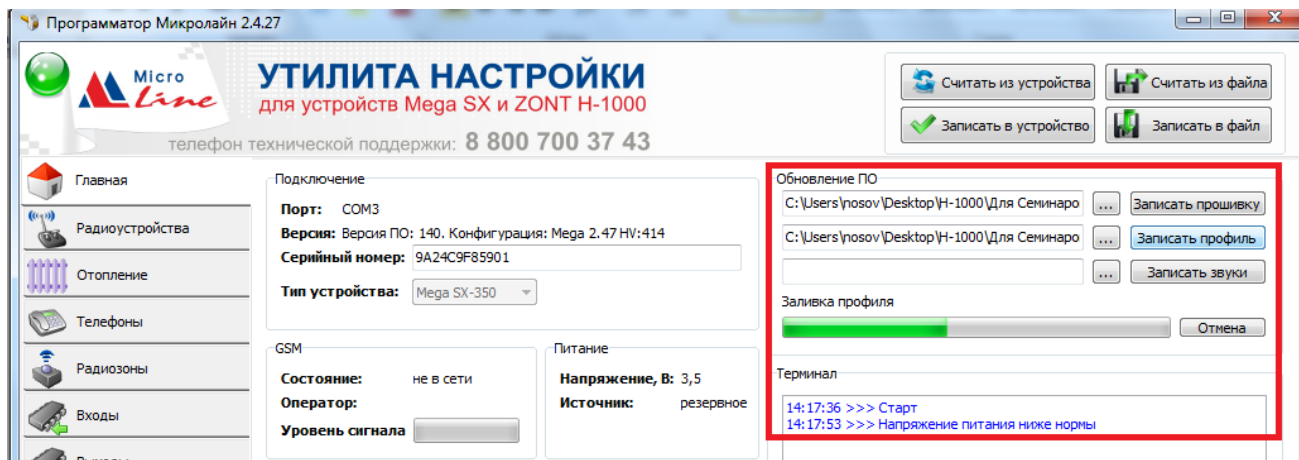 Программатор Микролайн 2.4.27
Micro Line
УТИЛИТА НАСТРОЙКИ
для устройств Mega SX и ZONT H-1000
телефон технической поддержки: 8 800 700 37 43
Считать из устройства
Считать из файла
Записать в устройство
Записать в файл
Главная
Радиоустройства
Отопление
Телефоны
Радиозоны
Входы
Подключение
Порт: COM3
Версия: Версия ПО: 140. Конфигурация: Mega 2.47 HV:414
Серийный номер: 9A24C9F85901
Тип устройства: Mega SX-350
GSM
Состояние: не в сети
Оператор:
Уровень сигнала
Питание
Напряжение, В: 3,5
Источник: резервное
Обновление ПО
C:\Users\nosov\Desktop\H-1000\Для Семинаро ... Записать прошивку
C:\Users\nosov\Desktop\H-1000\Для Семинаро ... Записать профиль
... Записать звуки
Заливка профиля
Отмена
Терминал
14:17:36 >>> Старт
14:17:53 >>> Напряжение питания ниже нормы